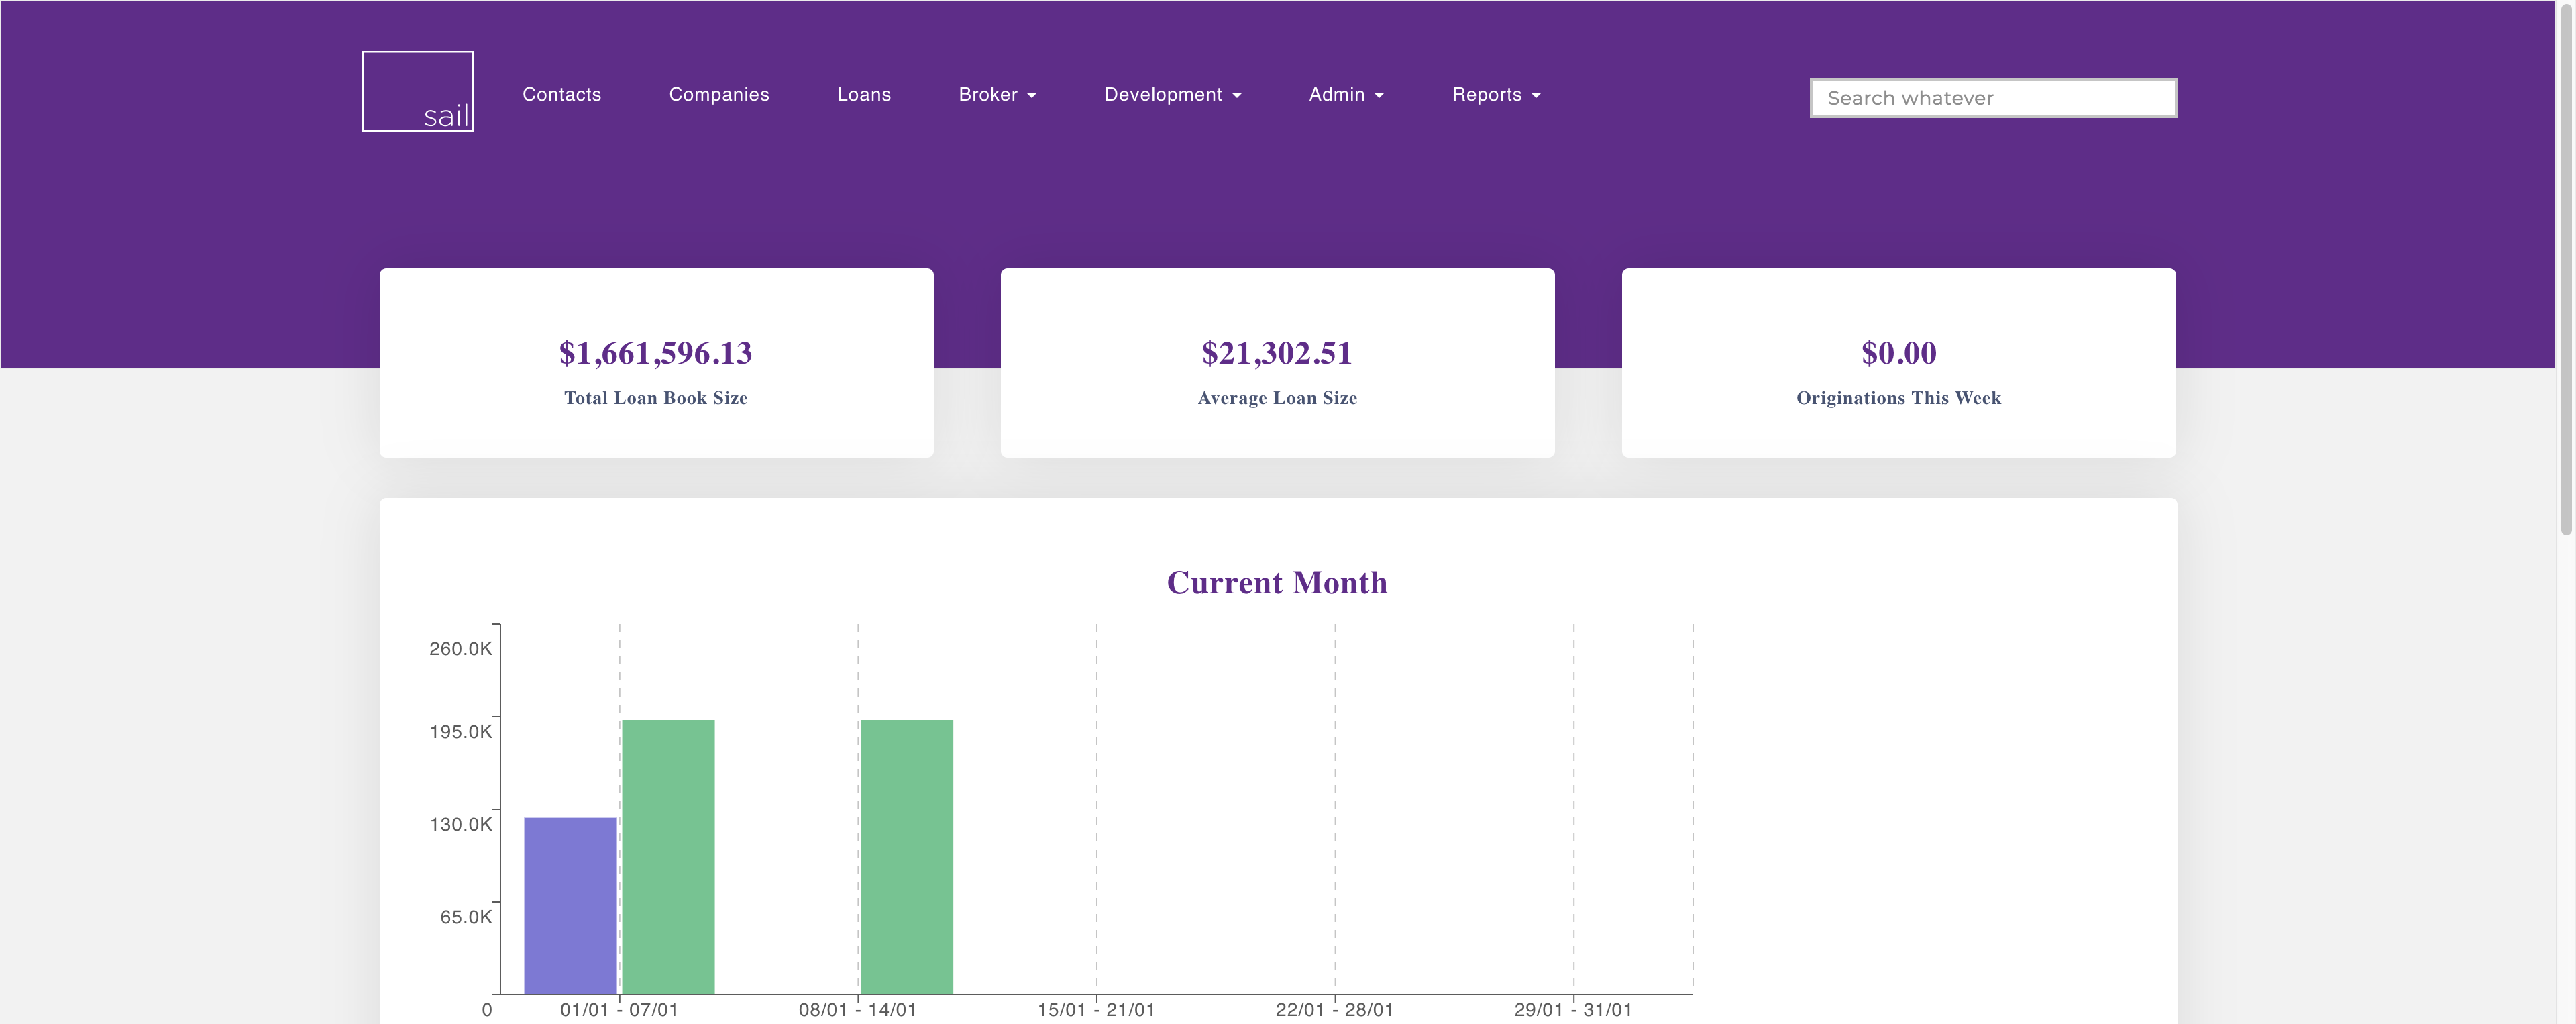 sail
Contacts
Companies
Loans
Broker
Development
Admin
Reports
Search whatever
$1,661,596.13
Total Loan Book Size
$21,302.51
Average Loan Size
$0.00
Originations This Week
Current Month
260.0K
195.0K
130.0K
65.0K
0
01/01 - 07/01
08/01 - 14/01
15/01 - 21/01
22/01 - 28/01
29/01 - 31/01